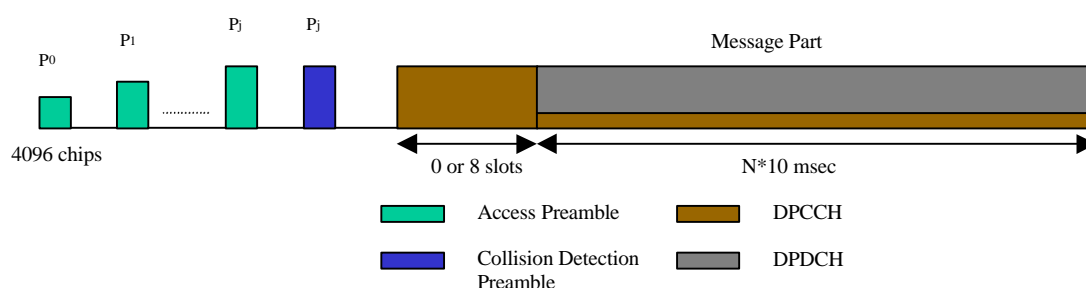 P0
P1
Pj
Pj
Message Part
4096 chips
0 or 8 slots
N*10 msec
Access Preamble
DPCCH
Collision Detection
Preamble
DPDCH